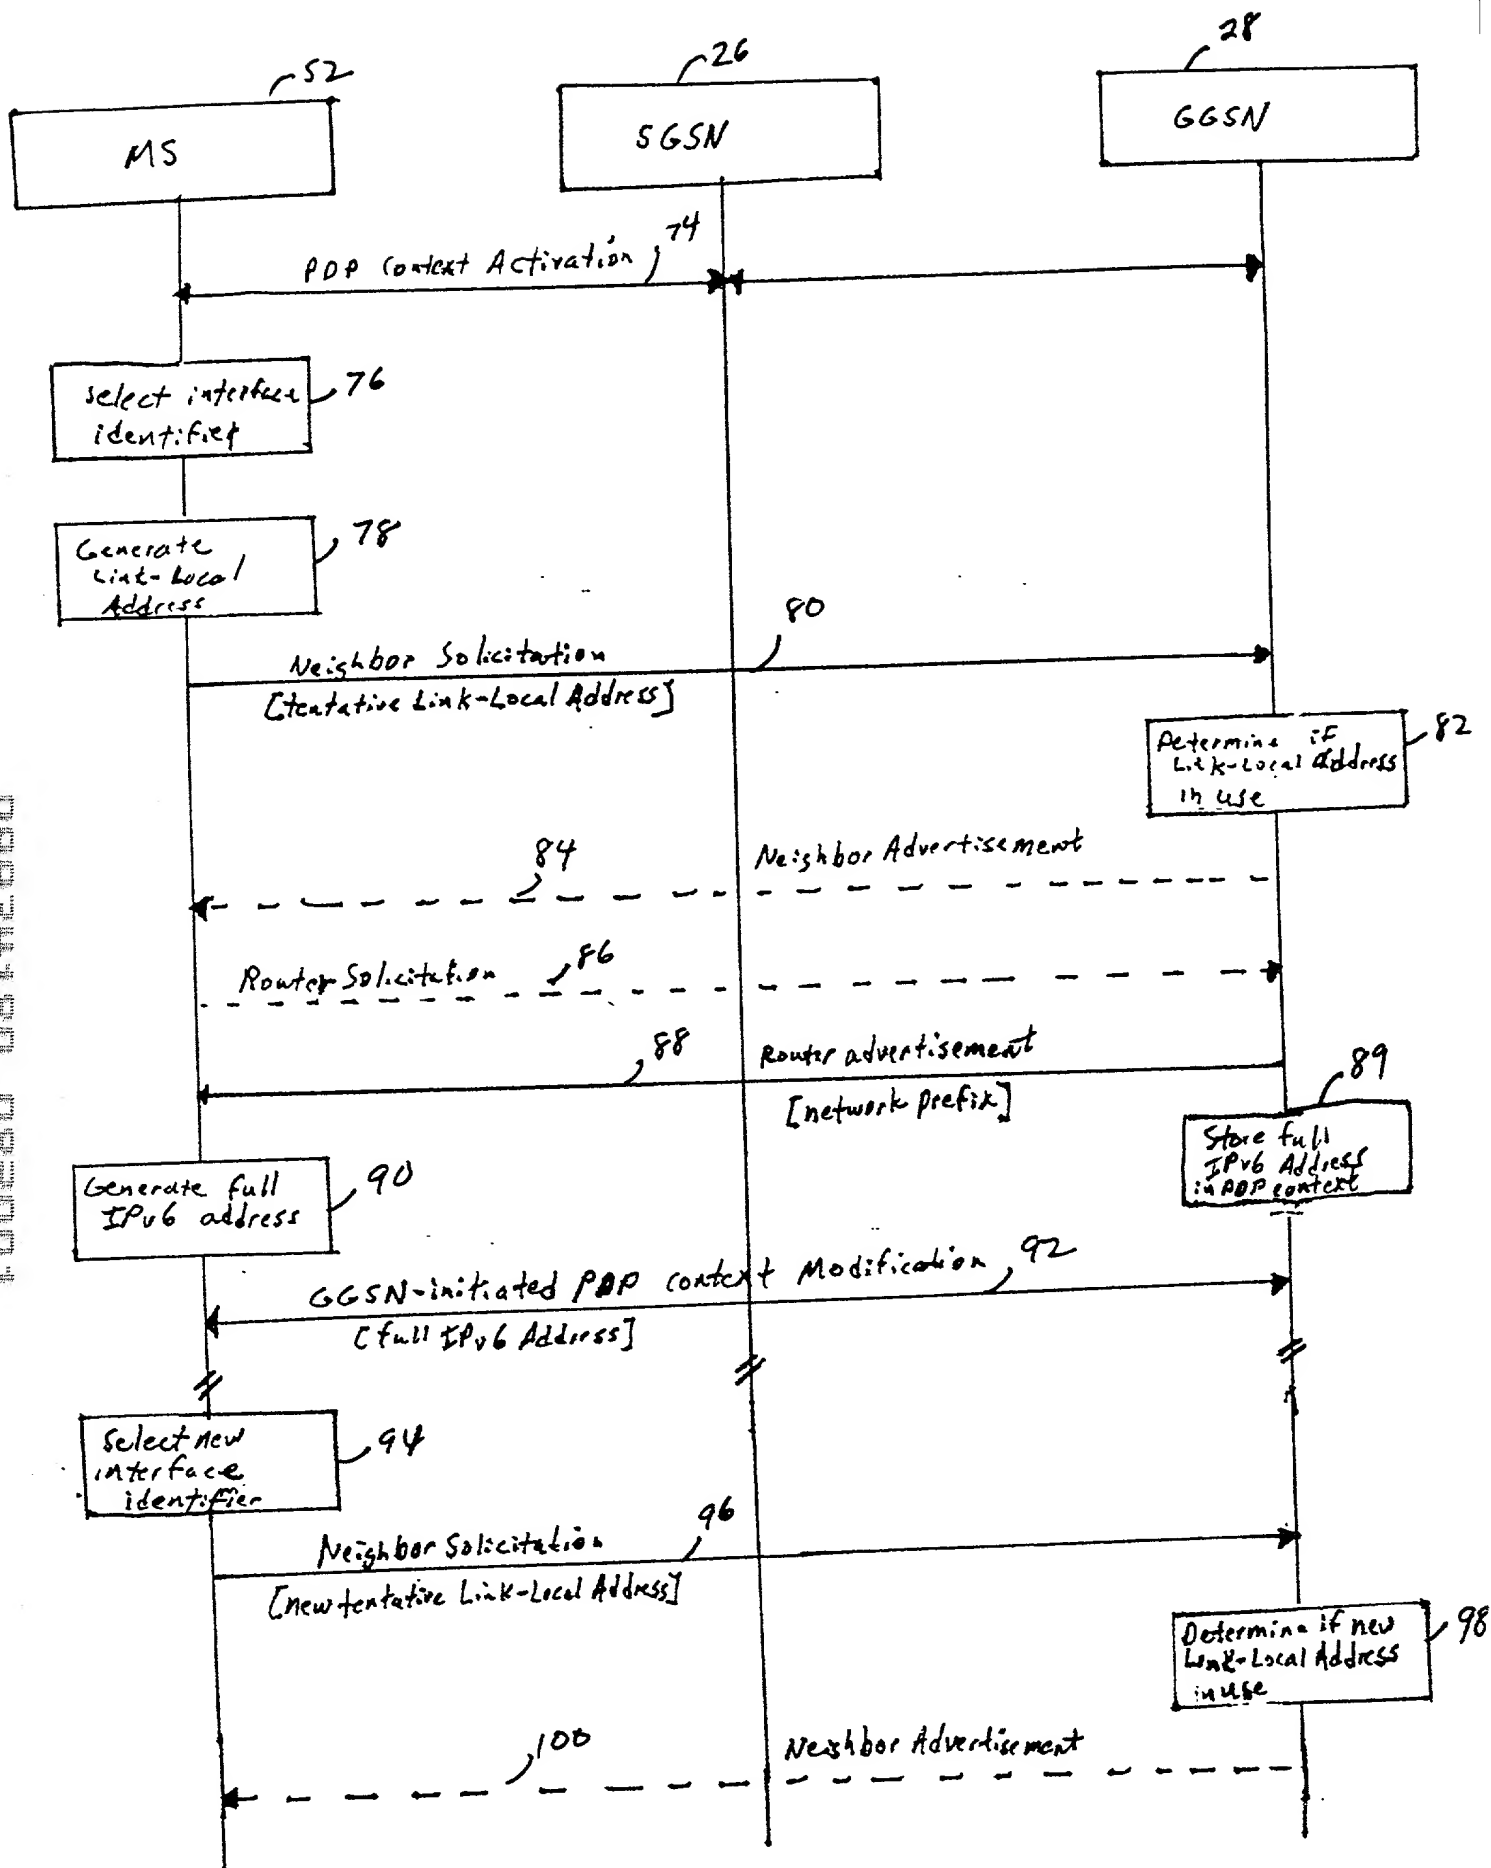 52
26
28
MS
SGSN
GGSN
PDP Context Activation
74
Select interface
identifier
76
Generate
Link-Local
Address
78
80
Neighbor Solicitation
[tentative Link-Local Address]
Determine if
Link-Local Address
in use
82
84
Neighbor Advertisement
Router Solicitation
86
88
Router advertisement
[network prefix]
89
Store full
IPv6 Address
in PDP context
Generate full
IPv6 address
90
GGSN-initiated PDP context Modification
92
[full IPv6 Address]
Select new
interface
identifier
94
Neighbor Solicitation
96
[new tentative Link-Local Address]
Determine if new
Link-Local Address
in use
98
100
Neighbor Advertisement